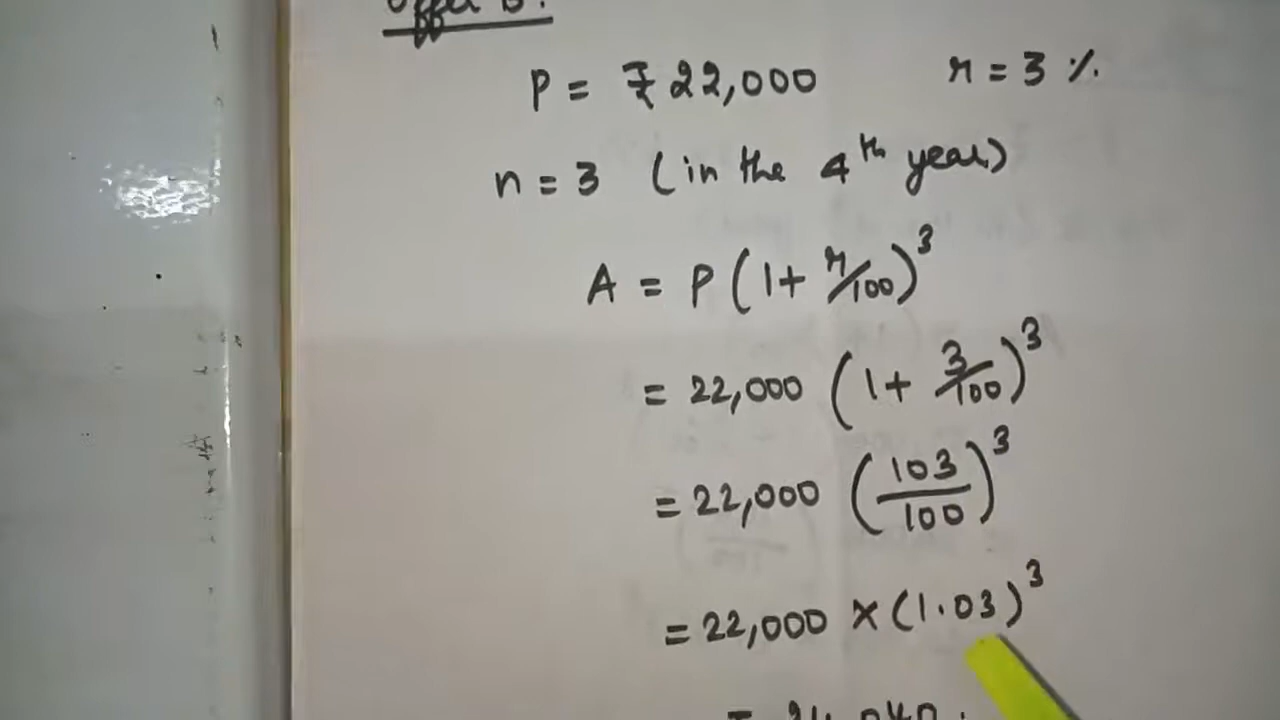 Offer B:
P = ₹ 22,000 r = 3 %
n = 3 (in the 4th year)
A = P (1 + r/100)^3
= 22,000 (1 + 3/100)^3
= 22,000 (103/100)^3
= 22,000 × (1.03)^3
=